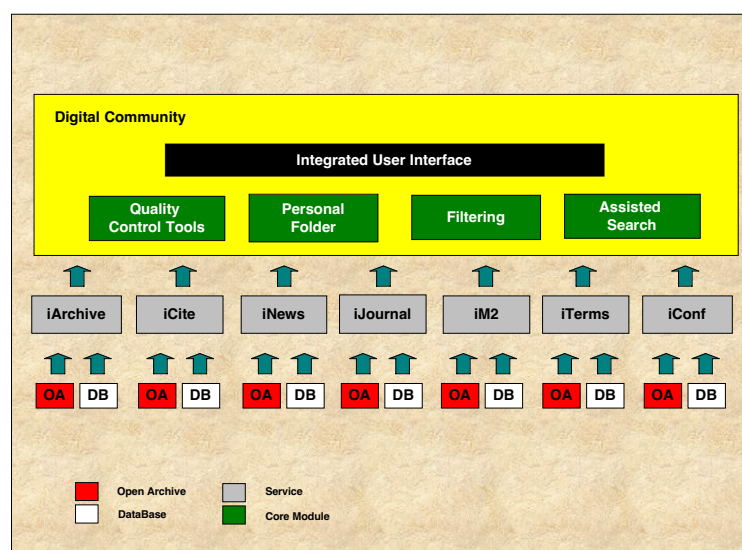 Digital Community
Integrated User Interface
Quality
Control Tools
Personal
Folder
Filtering
Assisted
Search
iArchive
iCite
iNews
iJournal
iM2
iTerms
iConf
OA DB OA DB OA DB OA DB OA DB OA DB OA DB
Open Archive
Service
DataBase
Core Module